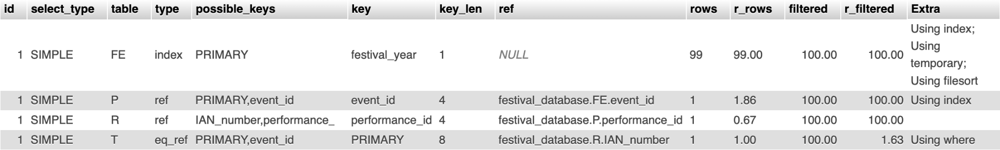 id select_type table type possible_keys key key_len ref rows r_rows filtered r_filtered Extra
1 SIMPLE FE index PRIMARY festival_year 1 NULL 99 99.00 100.00 100.00 Using index;
Using
temporary;
Using filesort
1 SIMPLE P ref PRIMARY,event_id event_id 4 festival_database.FE.event_id 1 1.86 100.00 100.00 Using index
1 SIMPLE R ref IAN_number,performance_ performance_id 4 festival_database.P.performance_id 1 0.67 100.00 100.00
1 SIMPLE T eq_ref PRIMARY,event_id PRIMARY 8 festival_database.R.IAN_number 1 1.00 100.00 1.63 Using where